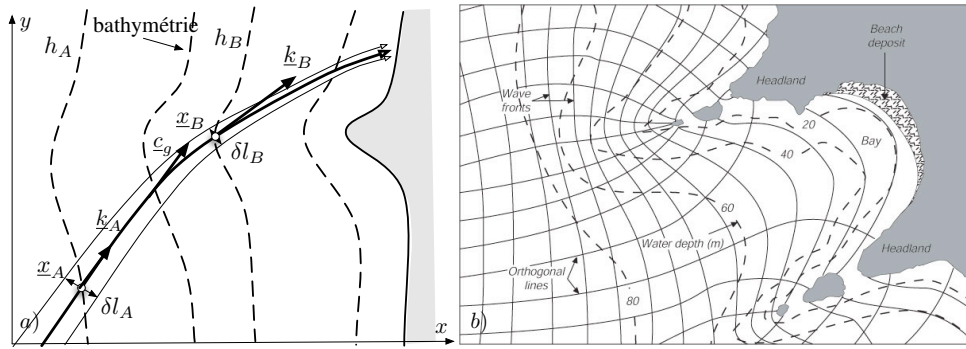 y
bathymétrie
h_A
h_B
k_B
x_B
c_g
δl_B
k_A
x_A
δl_A
a)
x
Beach
deposit
Headland
Wave
fronts
20
Bay
40
60
Water depth (m)
Headland
Orthogonal
lines
80
b)